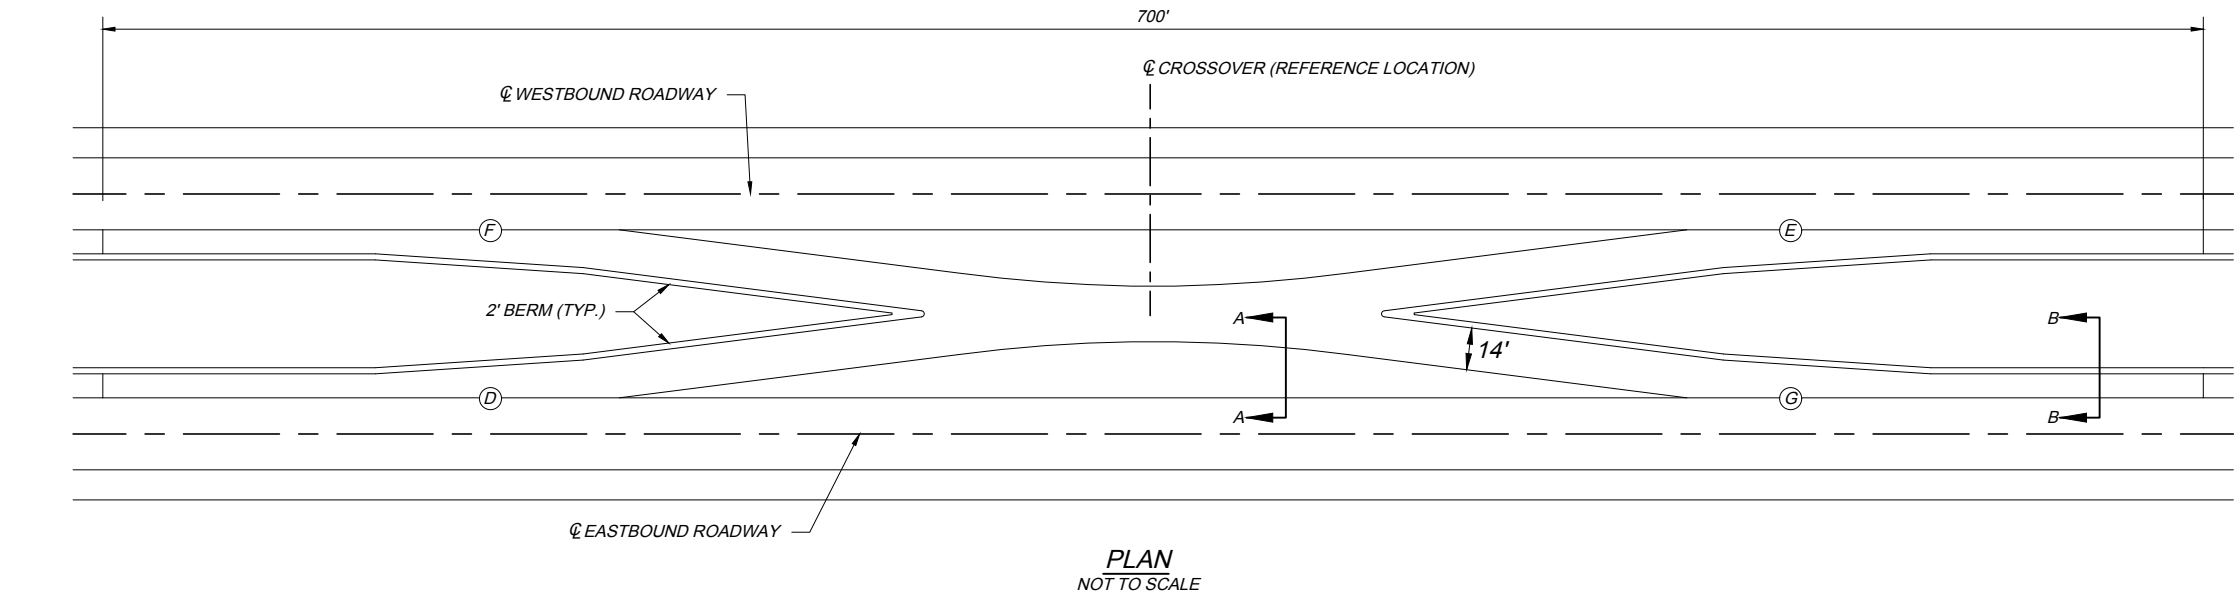 700'
℄ CROSSOVER (REFERENCE LOCATION)
℄ WESTBOUND ROADWAY
F
E
2' BERM (TYP.)
A
B
14'
D
G
A
B
℄ EASTBOUND ROADWAY
PLAN
NOT TO SCALE